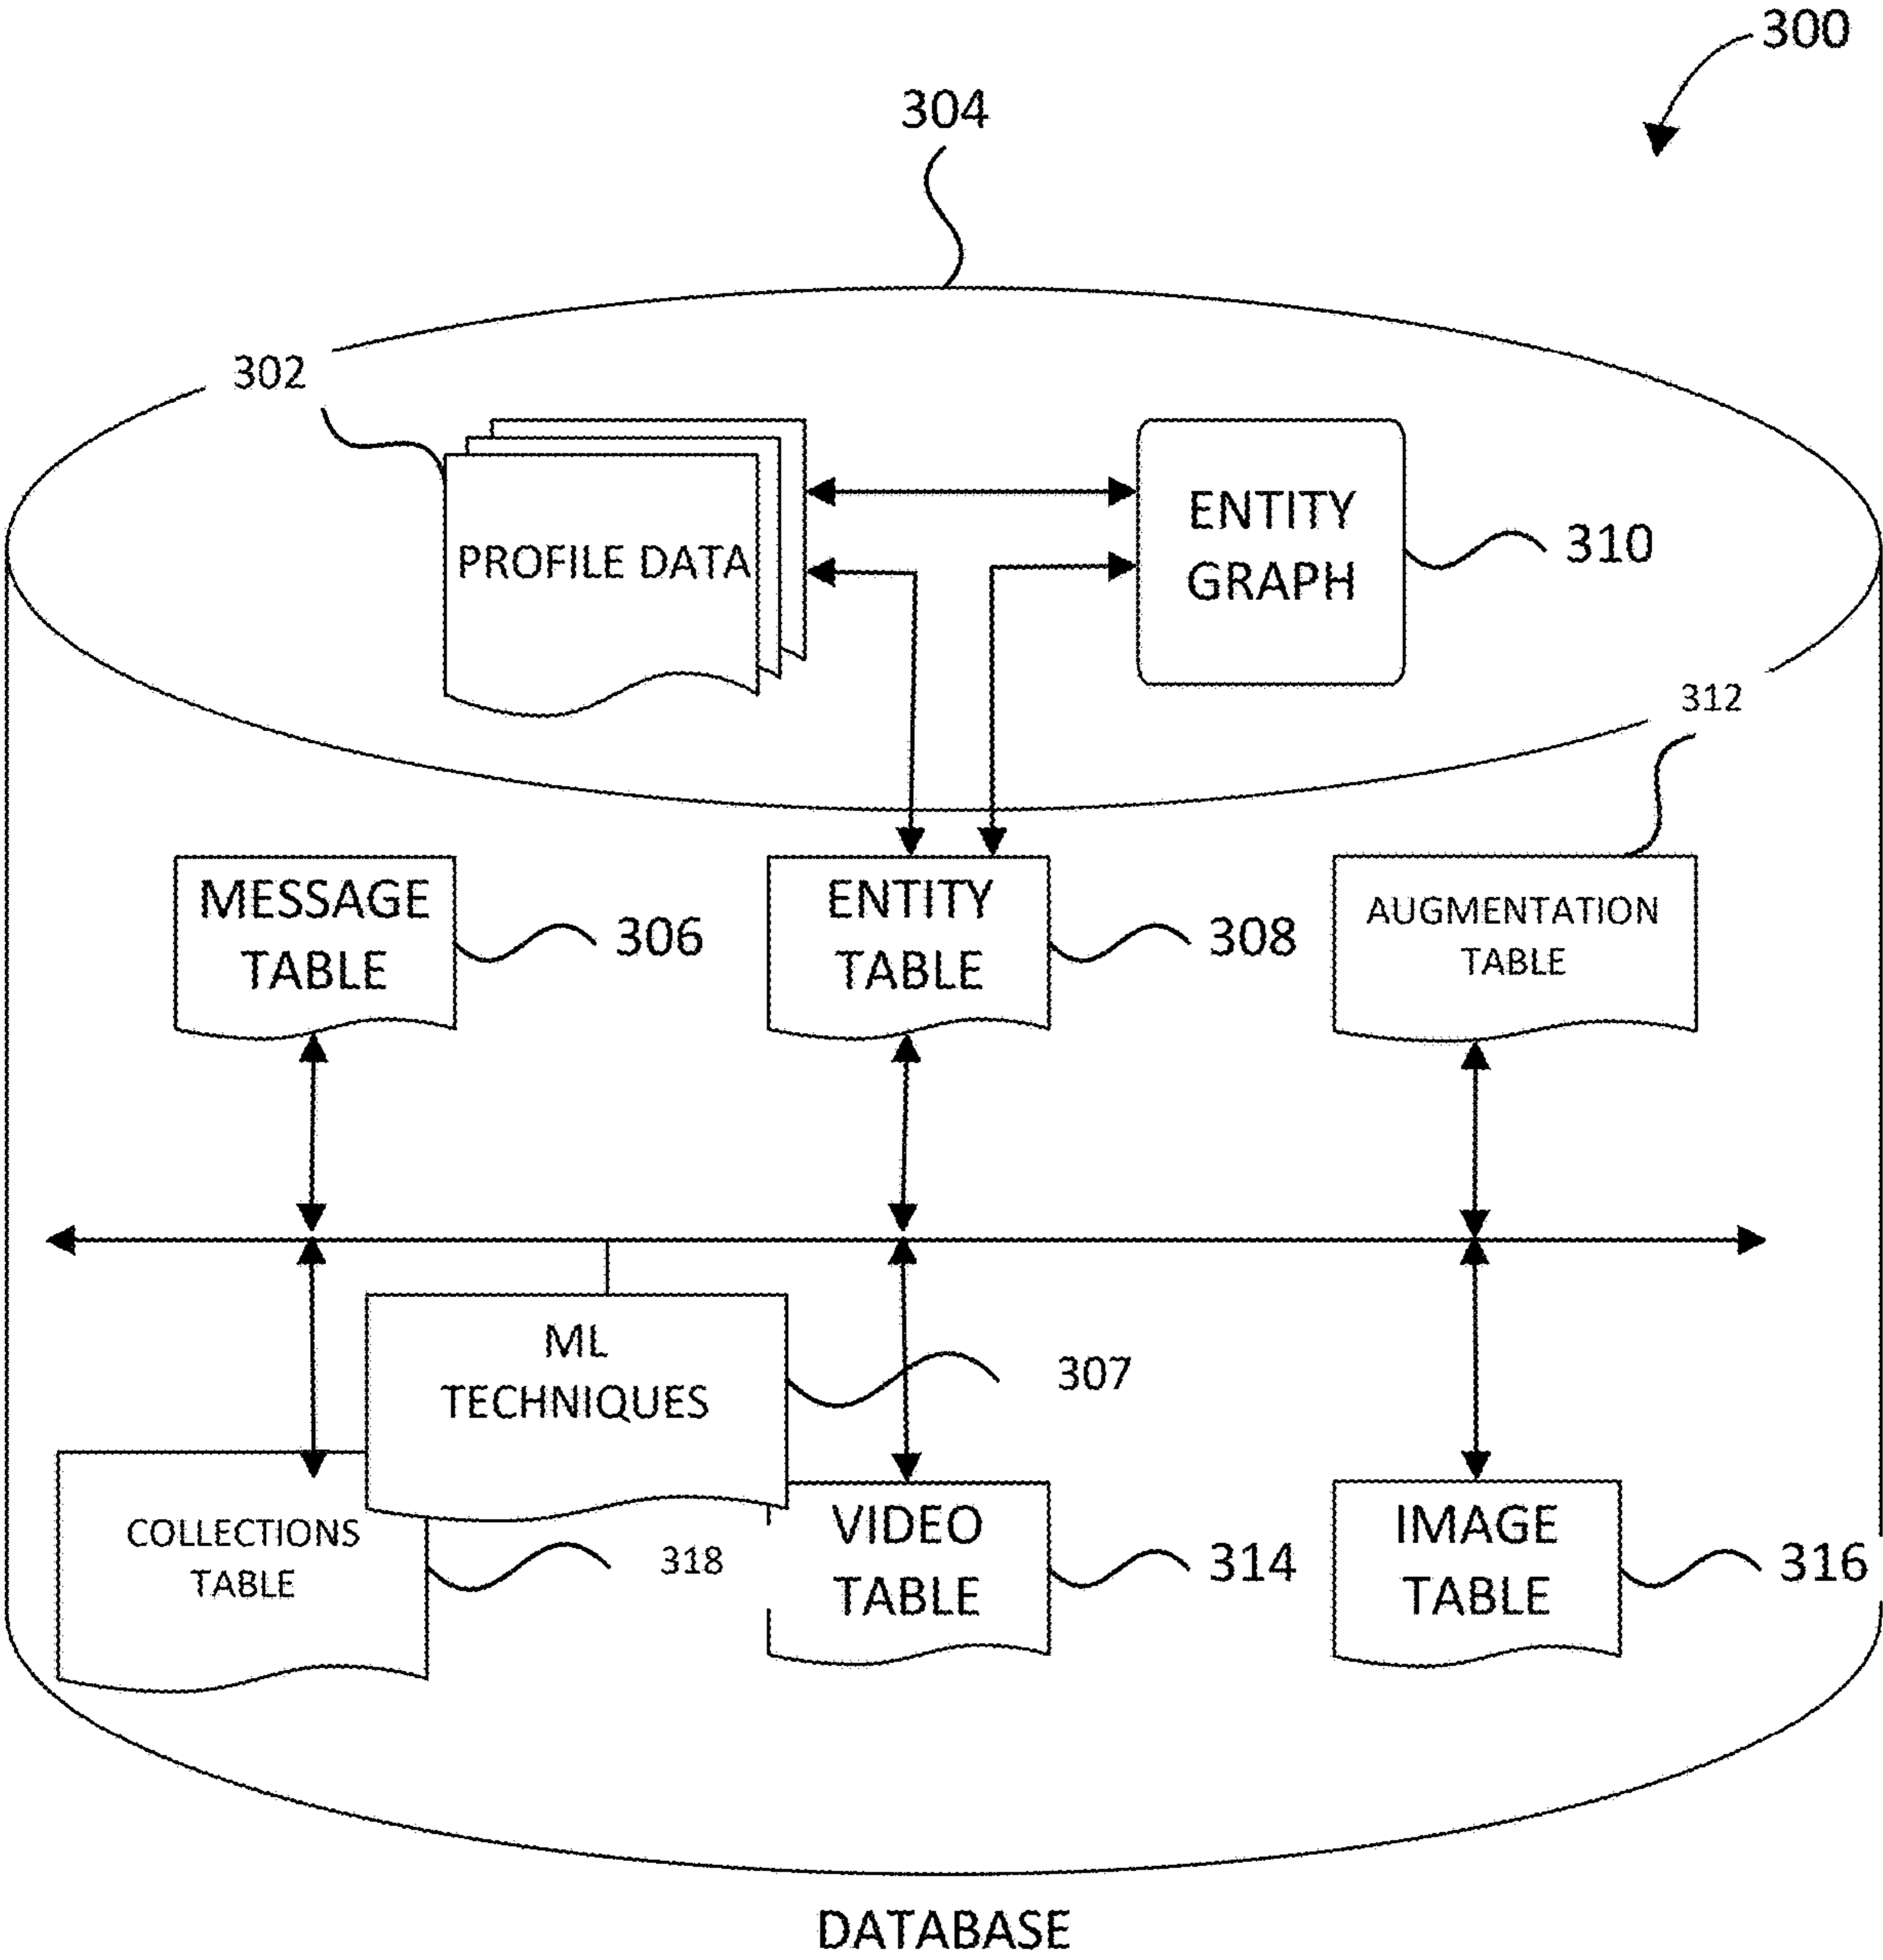 300
304
302
PROFILE DATA
ENTITY
GRAPH
310
312
MESSAGE
TABLE
306
ENTITY
TABLE
308
AUGMENTATION
TABLE
ML
TECHNIQUES
307
COLLECTIONS
TABLE
318
VIDEO
TABLE
314
IMAGE
TABLE
316
DATABASE